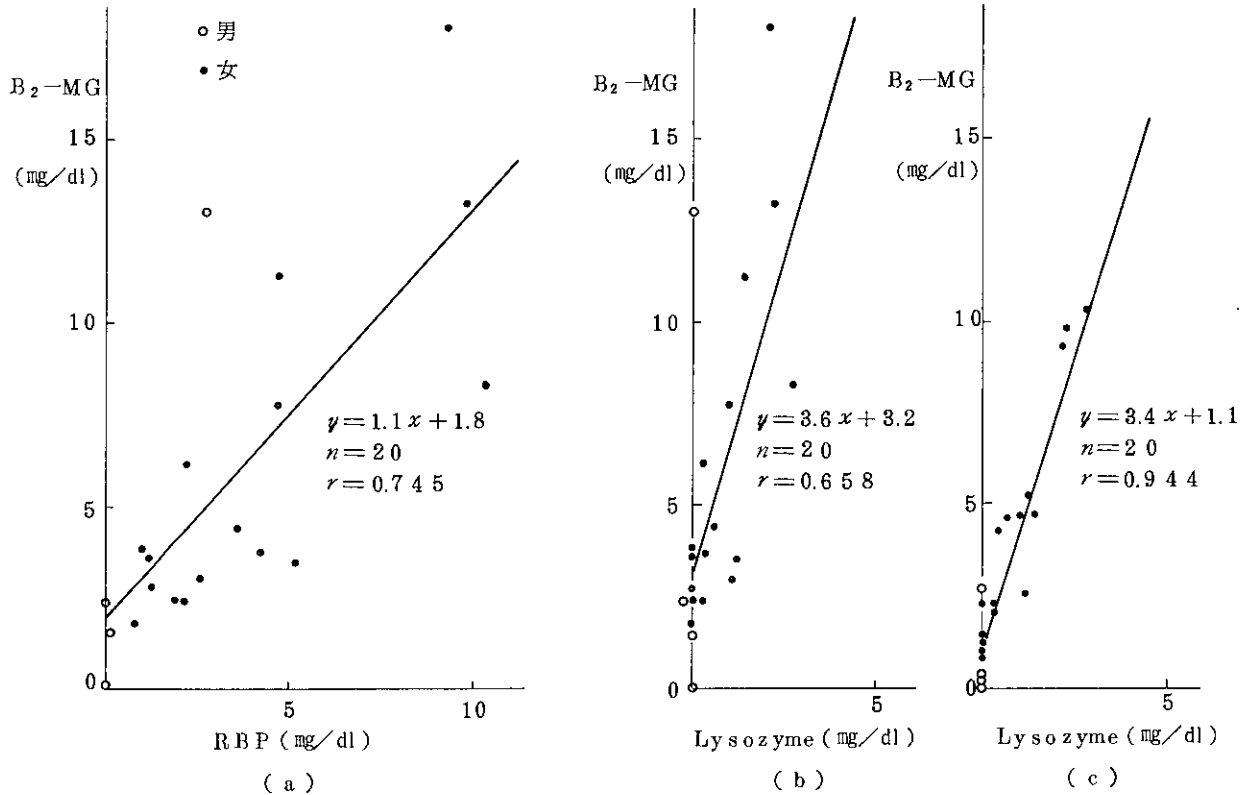 ○ 男
● 女
B₂−MG
(mg/dl)
15
10
5
0
y=1.1x+1.8
n=20
r=0.745
5
10
RBP (mg/dl)
(a)
B₂−MG
(mg/dl)
15
10
5
0
y=3.6x+3.2
n=20
r=0.658
5
Lysozyme (mg/dl)
(b)
B₂−MG
(mg/dl)
15
10
5
0
y=3.4x+1.1
n=20
r=0.944
5
Lysozyme (mg/dl)
(c)